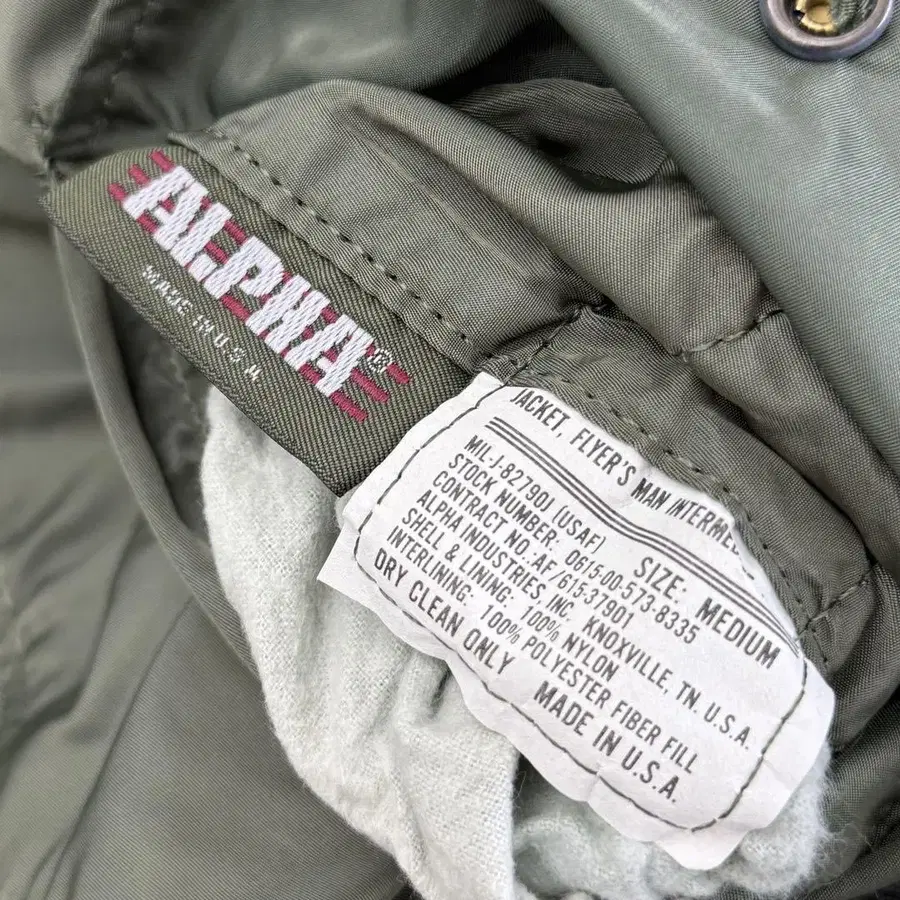 ALPHA®
MADE IN U.S.A.
JACKET, FLYER'S MAN INTERMED
SIZE: MEDIUM
MIL-J-82790J (USAF)
STOCK NUMBER: 0615-00-573-8335
CONTRACT NO: AF/615-37901
ALPHA INDUSTRIES INC. KNOXVILLE, TN. U.S.A.
SHELL & LINING: 100% NYLON
INTERLINING: 100% POLYESTER FIBER FILL
DRY CLEAN ONLY
MADE IN U.S.A.